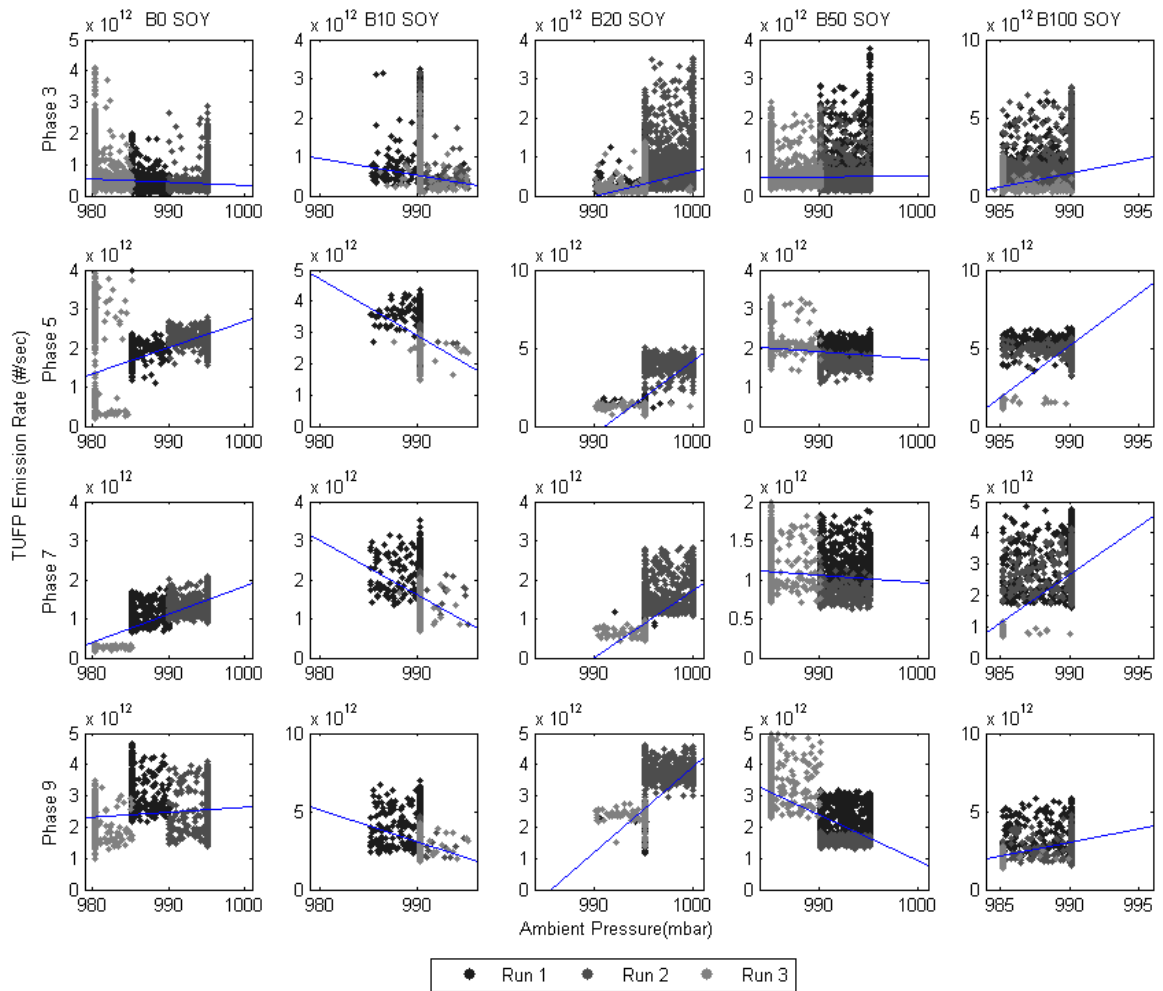 x 10^12 B0 SOY x 10^12 B10 SOY x 10^12 B20 SOY x 10^12 B50 SOY x 10^12 B100 SOY
TUFP Emission Rate (#/sec)
Phase 3
5 4 3 2 1 0
980 990 1000
4 3 2 1 0
980 990
4 3 2 1 0
990 1000
4 3 2 1 0
990 1000
10 5 0
985 990 995
Phase 5
x 10^12
4 3 2 1 0
980 990 1000
x 10^12
5 4 3 2 1 0
980 990
x 10^12
10 5 0
990 1000
x 10^12
4 3 2 1 0
990 1000
x 10^12
10 5 0
985 990 995
Phase 7
x 10^12
4 3 2 1 0
980 990 1000
x 10^12
4 3 2 1 0
980 990
x 10^12
4 3 2 1 0
990 1000
x 10^12
2 1.5 1 0.5 0
990 1000
x 10^12
5 4 3 2 1 0
985 990 995
Phase 9
x 10^12
5 4 3 2 1 0
980 990 1000
x 10^12
10 5 0
980 990
x 10^12
5 4 3 2 1 0
990 1000
x 10^12
5 4 3 2 1 0
990 1000
x 10^12
10 5 0
985 990 995
Ambient Pressure(mbar)
Run 1 Run 2 Run 3